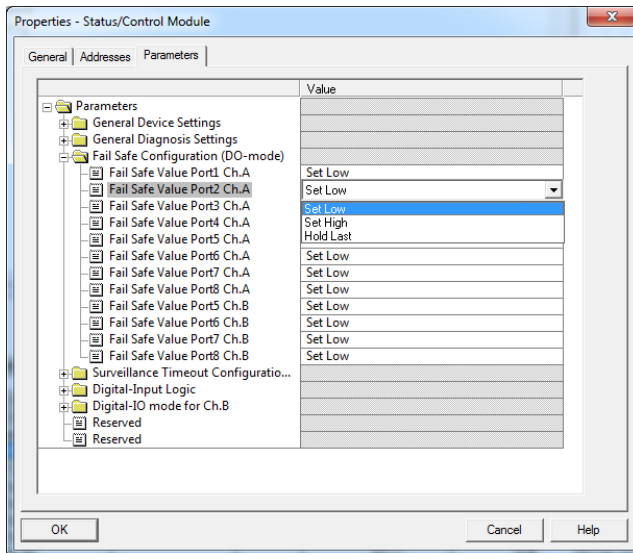 Properties - Status/Control Module
General Addresses Parameters
Value
Parameters
General Device Settings
General Diagnosis Settings
Fail Safe Configuration (DO-mode)
Fail Safe Value Port1 Ch.A Set Low
Fail Safe Value Port2 Ch.A Set Low
Fail Safe Value Port3 Ch.A Set Low
Fail Safe Value Port4 Ch.A Set High
Fail Safe Value Port5 Ch.A Hold Last
Fail Safe Value Port6 Ch.A Set Low
Fail Safe Value Port7 Ch.A Set Low
Fail Safe Value Port8 Ch.A Set Low
Fail Safe Value Port5 Ch.B Set Low
Fail Safe Value Port6 Ch.B Set Low
Fail Safe Value Port7 Ch.B Set Low
Fail Safe Value Port8 Ch.B Set Low
Surveillance Timeout Configuratio...
Digital-Input Logic
Digital-IO mode for Ch.B
Reserved
Reserved
OK Cancel Help